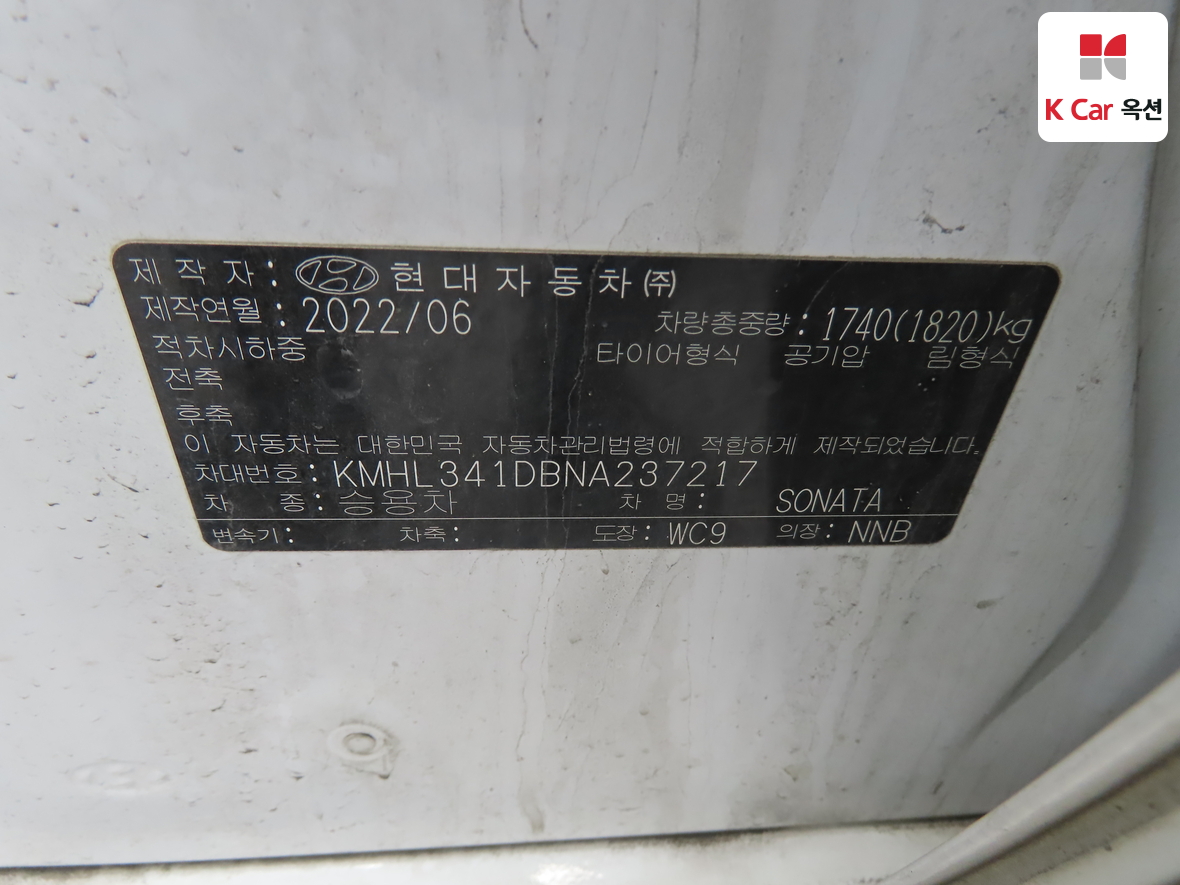 K Car 옥션
제 작 자 : 현 대 자 동 차 ㈜
제작연월 : 2022/06
차량총중량 : 1740(1820)kg
적차시하중 타이어형식 공기압 림형식
전축
후축
이 자동차는 대한민국 자동차관리법령에 적합하게 제작되었습니다.
차대번호 : KMHL341DBNA237217
차 종 : 승용차 차 명 : SONATA
변속기 : 차축 : 도장 : WC9 의장 : NNB